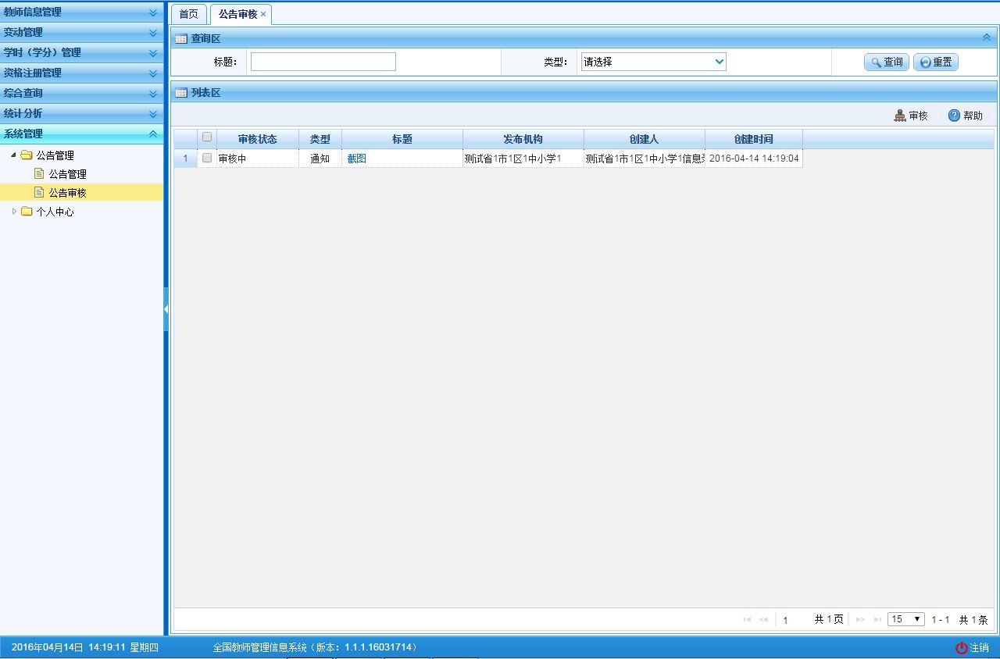 教师信息管理
变动管理
学时（学分）管理
资格注册管理
综合查询
统计分析
系统管理
公告管理
公告管理
公告审核
个人中心
首页 公告审核 ×
查询区
标题： 类型： 请选择 查询 重置
列表区
审核 帮助
审核状态 类型 标题 发布机构 创建人 创建时间
1 审核中 通知 截图 测试省1市1区1中小学1 测试省1市1区1中小学1信息 2016-04-14 14:19:04
1 共 1 页 15 1 - 1 共 1 条
2016年04月14日 14:19:11 星期四 全国教师管理信息系统（版本：1.1.1.16031714） 注销